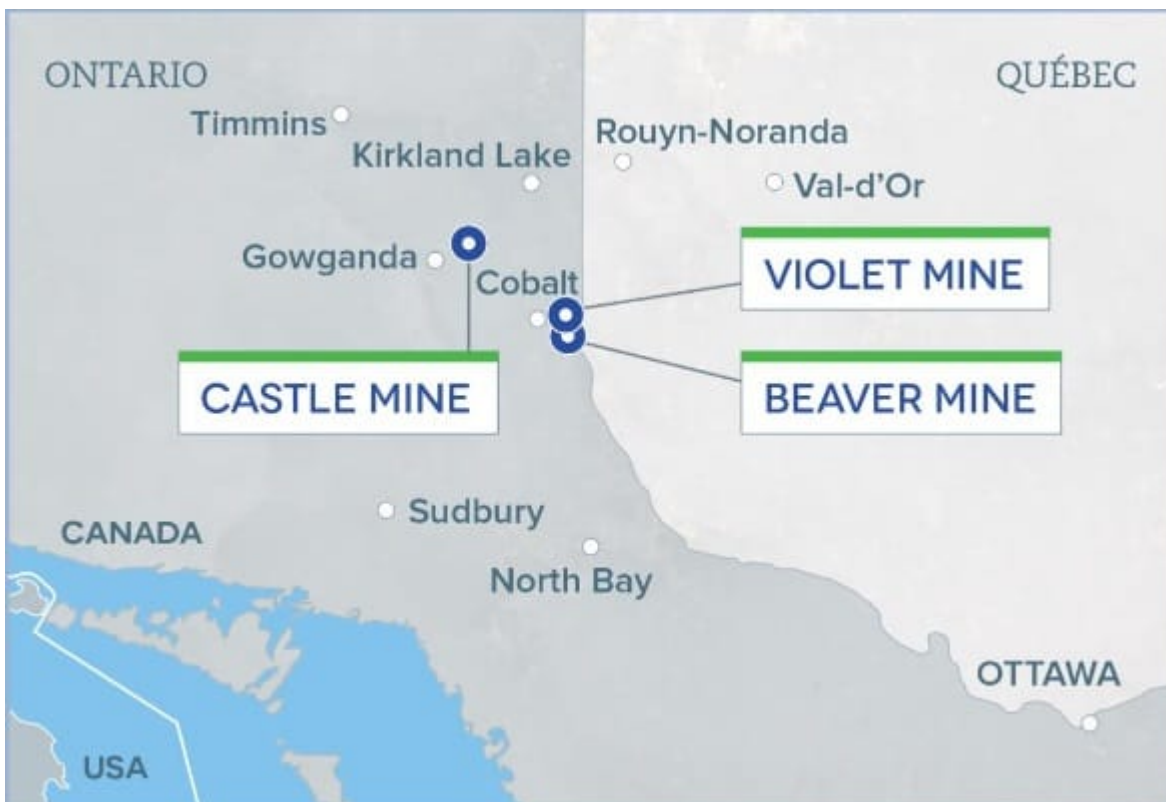 ONTARIO
QUÉBEC
Timmins
Rouyn-Noranda
Kirkland Lake
Val-d'Or
Gowganda
VIOLET MINE
Cobalt
CASTLE MINE
BEAVER MINE
Sudbury
CANADA
North Bay
OTTAWA
USA